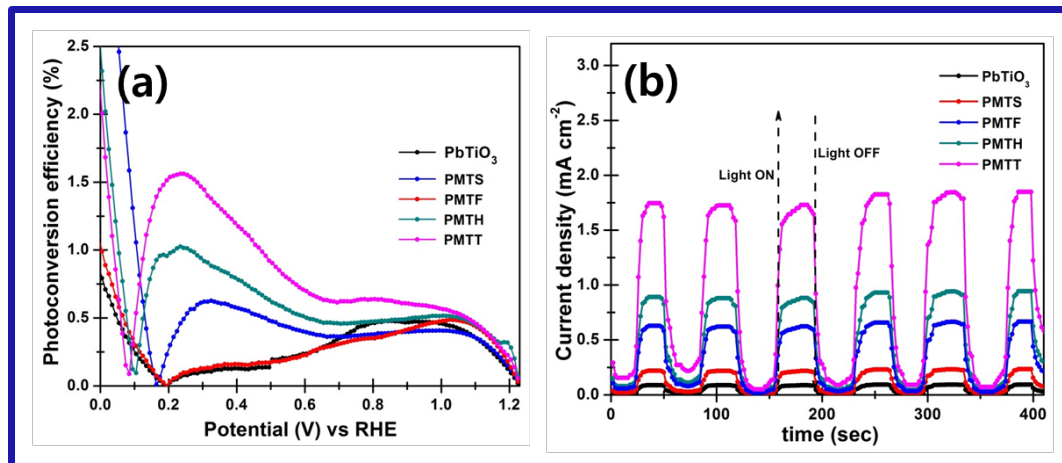 (a)
Photoconversion efficiency (%)
2.5
2.0
1.5
1.0
0.5
0.0
PbTiO₃
PMTS
PMTF
PMTH
PMTT
0.0 0.2 0.4 0.6 0.8 1.0 1.2
Potential (V) vs RHE
(b)
Current density (mA cm⁻²)
3.0
2.5
2.0
1.5
1.0
0.5
0.0
PbTiO₃
PMTS
PMTF
PMTH
PMTT
Light ON
Light OFF
0 100 200 300 400
time (sec)